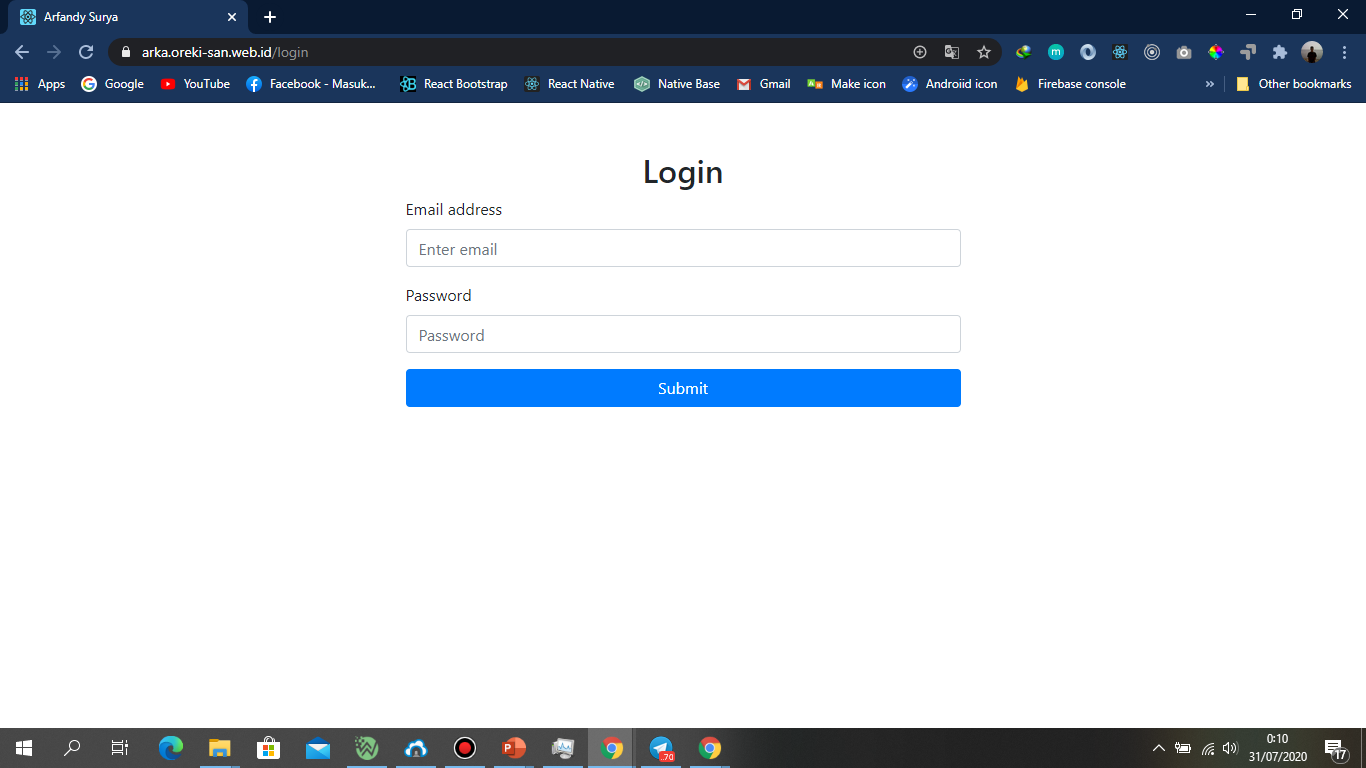 Arfandy Surya
arka.oreki-san.web.id/login
Apps
Google
YouTube
Facebook - Masuk...
React Bootstrap
React Native
Native Base
Gmail
Make icon
Androiid icon
Firebase console
»
Other bookmarks
Login
Email address
Enter email
Password
Password
Submit
0:10
31/07/2020
17